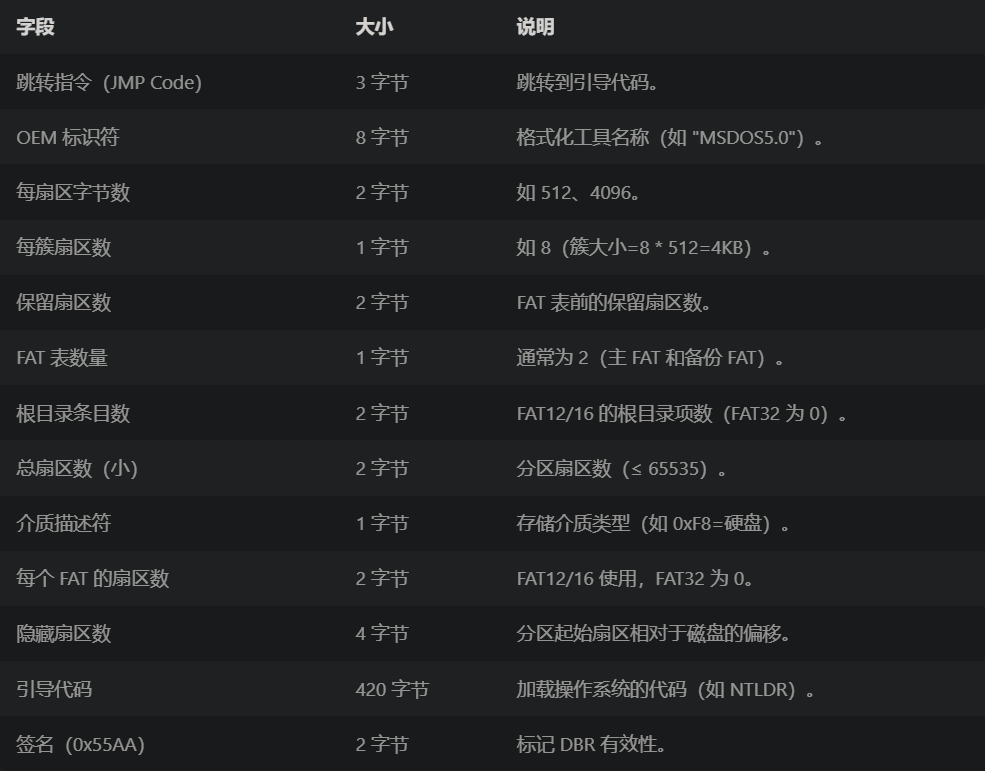 字段 大小 说明
跳转指令（JMP Code） 3 字节 跳转到引导代码。
OEM 标识符 8 字节 格式化工具名称（如 "MSDOS5.0"）。
每扇区字节数 2 字节 如 512、4096。
每簇扇区数 1 字节 如 8（簇大小=8 * 512=4KB）。
保留扇区数 2 字节 FAT 表前的保留扇区数。
FAT 表数量 1 字节 通常为 2（主 FAT 和备份 FAT）。
根目录条目数 2 字节 FAT12/16 的根目录项数（FAT32 为 0）。
总扇区数（小） 2 字节 分区扇区数（≤ 65535）。
介质描述符 1 字节 存储介质类型（如 0xF8=硬盘）。
每个 FAT 的扇区数 2 字节 FAT12/16 使用，FAT32 为 0。
隐藏扇区数 4 字节 分区起始扇区相对于磁盘的偏移。
引导代码 420 字节 加载操作系统的代码（如 NTLDR）。
签名（0x55AA） 2 字节 标记 DBR 有效性。